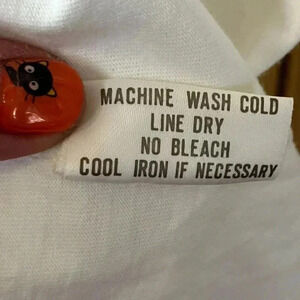 MACHINE WASH COLD
LINE DRY
NO BLEACH
COOL IRON IF NECESSARY